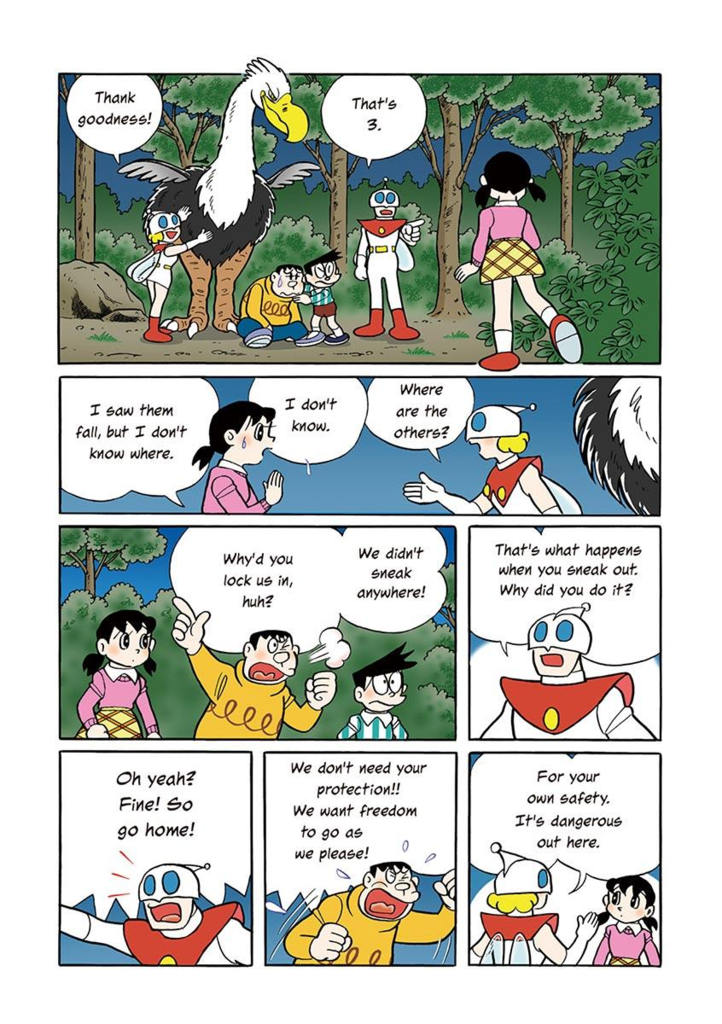 That's
3.
Thank
goodness!
Where
are the
others?
I don't
know.
I saw them
fall, but I don't
know where.
That's what happens
when you sneak out.
Why did you do it?
We didn't
sneak
anywhere!
Why'd you
lock us in,
huh?
For your
own safety.
It's dangerous
out here.
We don't need your
protection!!
We want freedom
to go as
we please!
Oh yeah?
Fine! So
go home!